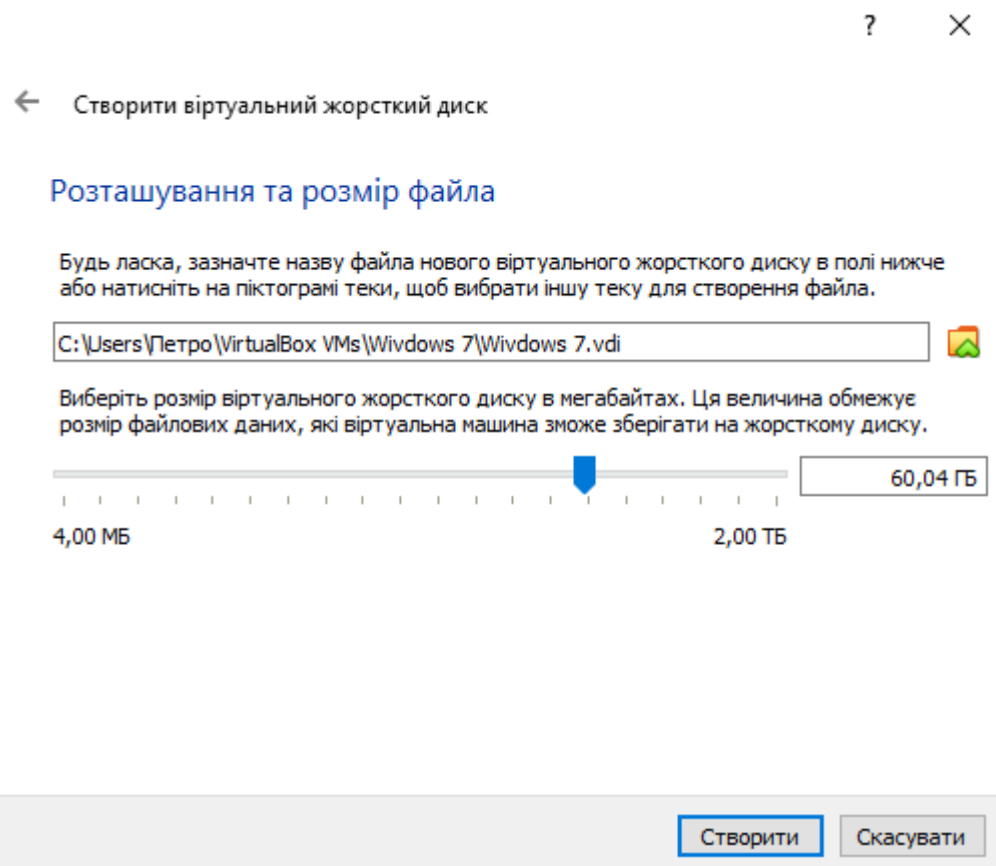 ?
Створити віртуальний жорсткий диск
Розташування та розмір файла
Будь ласка, зазначте назву файла нового віртуального жорсткого диску в полі нижче
або натисніть на піктограмі теки, щоб вибрати іншу теку для створення файла.
C:\Users\Петро\VirtualBox VMs\Wivdows 7\Wivdows 7.vdi
Виберіть розмір віртуального жорсткого диску в мегабайтах. Ця величина обмежує
розмір файлових даних, які віртуальна машина зможе зберігати на жорсткому диску.
60,04 ГБ
4,00 МБ 2,00 ТБ
Створити Скасувати